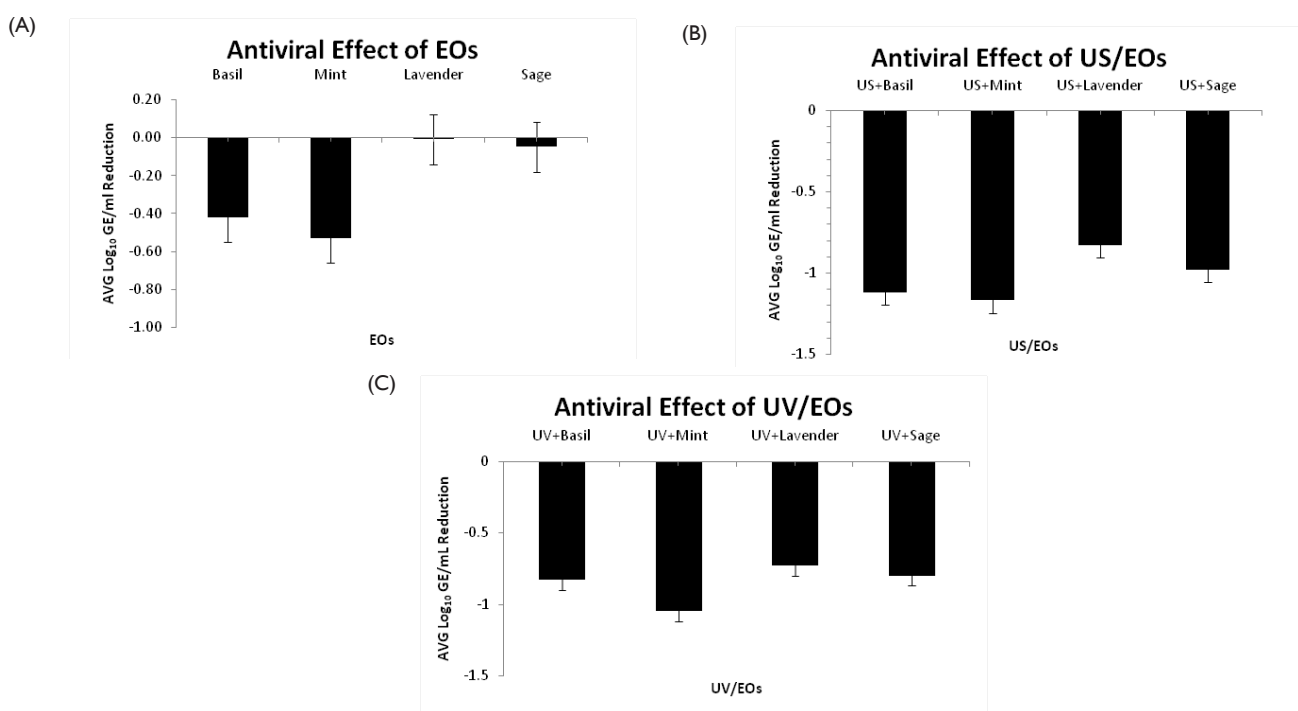 (A)
Antiviral Effect of EOs
Basil Mint Lavender Sage
0.20
0.00
-0.20
-0.40
-0.60
-0.80
-1.00
AVG Log₁₀ GE/ml Reduction
EOs
(B)
Antiviral Effect of US/EOs
US+Basil US+Mint US+Lavender US+Sage
0
-0.5
-1
-1.5
AVG Log₁₀ GE/ml Reduction
US/EOs
(C)
Antiviral Effect of UV/EOs
UV+Basil UV+Mint UV+Lavender UV+Sage
0
-0.5
-1
-1.5
AVG Log₁₀ GE/mL Reduction
UV/EOs